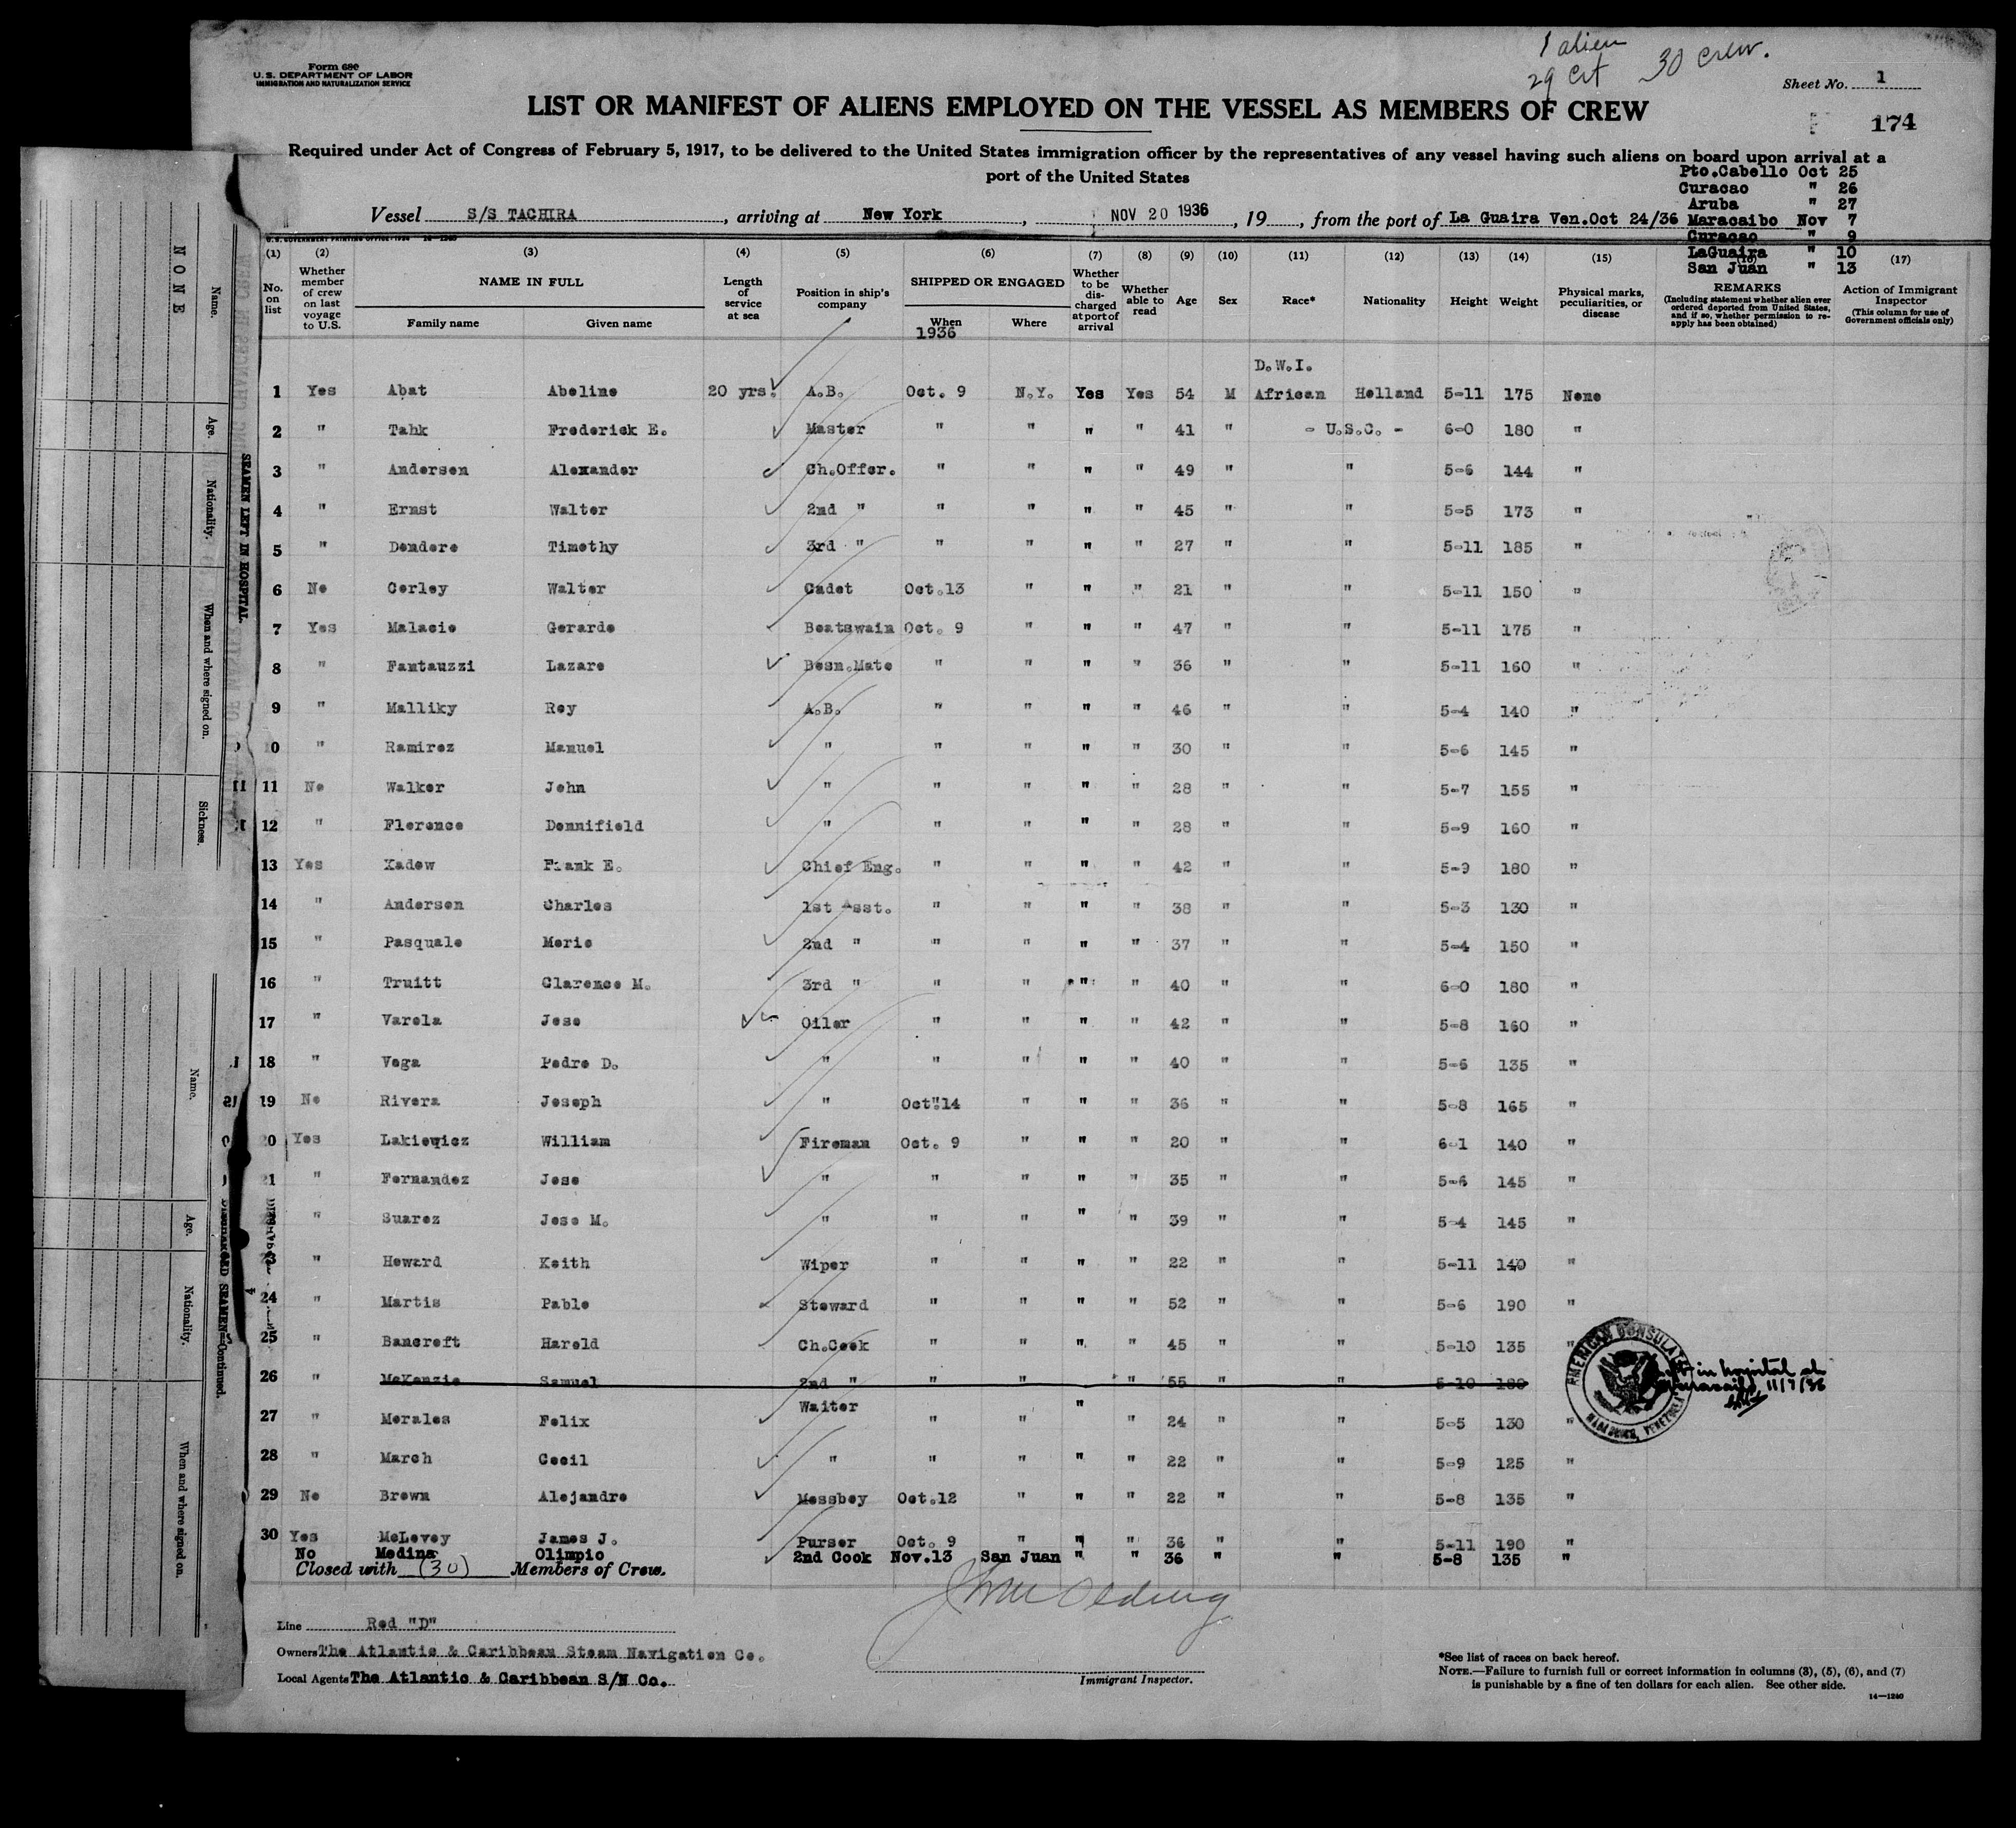 1 alien
29 Cit 30 crew.
Form 680
U.S. DEPARTMENT OF LABOR
IMMIGRATION AND NATURALIZATION SERVICE
Sheet No. 1
LIST OR MANIFEST OF ALIENS EMPLOYED ON THE VESSEL AS MEMBERS OF CREW
174
Required under Act of Congress of February 5, 1917, to be delivered to the United States immigration officer by the representatives of any vessel having such aliens on board upon arrival at a
port of the United States
Pto.Cabello Oct 25
Curacao " 26
Aruba " 27
Vessel S/S TACHIRA, arriving at New York, NOV 20 1936, 19, from the port of La Guaira Ven.Oct 24/36 Maracaibo Nov 7
Curacao " 9
LaGuaira " 10
San Juan " 13
(1) (2) (3) (4) (5) (6) (7) (8) (9) (10) (11) (12) (13) (14) (15) (16) (17)
No. on list Whether member of crew on last voyage to U.S. NAME IN FULL Family name Given name Length of service at sea Position in ship's company SHIPPED OR ENGAGED When 1936 Where Whether to be discharged at port of arrival Whether able to read Age Sex Race* Nationality Height Weight Physical marks, peculiarities, or disease REMARKS (Including statement whether alien ever ordered deported from United States, and if so, whether permission to reapply has been obtained) Action of Immigrant Inspector (This column for use of Government officials only)
D.W.I.
1 Yes Abat Abeline 20 yrs. A.B. Oct. 9 N.Y. Yes Yes 54 M African Holland 5-11 175 None
2 " Tahk Frederick E. Master " " " " 41 " - U.S.C. - 6-0 180 "
3 " Andersen Alexander Ch.Offcr. " " " " 49 " " 5-6 144 "
4 " Ernst Walter 2nd " " " " " 45 " " 5-5 173 "
5 " Dendere Timothy 3rd " " " " " 27 " " 5-11 185 "
6 No Corley Walter Cadet Oct.13 " " " 21 " " 5-11 150 "
7 Yes Malacie Gerardo Boatswain Oct. 9 " " " 47 " " 5-11 175 "
8 " Fantauzzi Lazaro Bosn.Mate " " " " 36 " " 5-11 160 "
9 " Malliky Roy A.B. " " " " 46 " " 5-4 140 "
10 " Ramirez Manuel " " " " " 30 " " 5-6 145 "
11 No Walker John " " " " " 28 " " 5-7 155 "
12 " Florence Donnifield " " " " " 28 " " 5-9 160 "
13 Yes Kadow Frank E. Chief Eng. " " " " 42 " " 5-9 180 "
14 " Andersen Charles 1st Asst. " " " " 38 " " 5-3 130 "
15 " Pasquale Morie 2nd " " " " " 37 " " 5-4 150 "
16 " Truitt Clarence M. 3rd " " " " " 40 " " 6-0 180 "
17 " Varela Jose Oiler " " " " 42 " " 5-8 160 "
18 " Vega Pedro D. " " " " " 40 " " 5-6 135 "
19 No Rivera Joseph " Oct".14 " " " 36 " " 5-8 165 "
20 Yes Lakiewicz William Fireman Oct. 9 " " " 20 " " 6-1 140 "
21 " Fernandez Jose " " " " " 35 " " 5-6 145 "
" Suarez Jose M. " " " " " 39 " " 5-4 145 "
23 " Howard Keith Wiper " " " " 22 " " 5-11 140 "
24 " Martis Pablo Steward " " " " 52 " " 5-6 190 "
25 " Bancroft Harold Ch.Cook " " " " 45 " " 5-10 135 "
26 " McKenzie Samuel 2nd " " " " " 55 " " 5-10 180 in hospital at Maracaibo 11/7/36
AMERICAN CONSULATE MARACAIBO, VENEZUELA
27 " Morales Felix Waiter " " " " 24 " " 5-5 130 "
28 " March Cecil " " " " " 22 " " 5-9 125 "
29 No Brown Alejandro Messboy Oct.12 " " " 22 " " 5-8 135 "
30 Yes McLevey James J. Purser Oct. 9 " " " 36 " " 5-11 190 "
No Medina Olimpio 2nd Cook Nov.13 San Juan " " 36 " " 5-8 135 "
Closed with (30) Members of Crew.
Line Red "D"
Owners The Atlantic & Caribbean Steam Navigation Co.
Local Agents The Atlantic & Caribbean S/N Co.
Immigrant Inspector.
*See list of races on back hereof.
NOTE.—Failure to furnish full or correct information in columns (3), (5), (6), and (7)
is punishable by a fine of ten dollars for each alien. See other side.
14—1240
NONE
Name.
Age.
Nationality.
When and where signed on.
Sickness.
SEAMEN LEFT IN HOSPITAL.
Name.
Age.
Nationality.
When and where signed on.
SEAMEN—Continued.